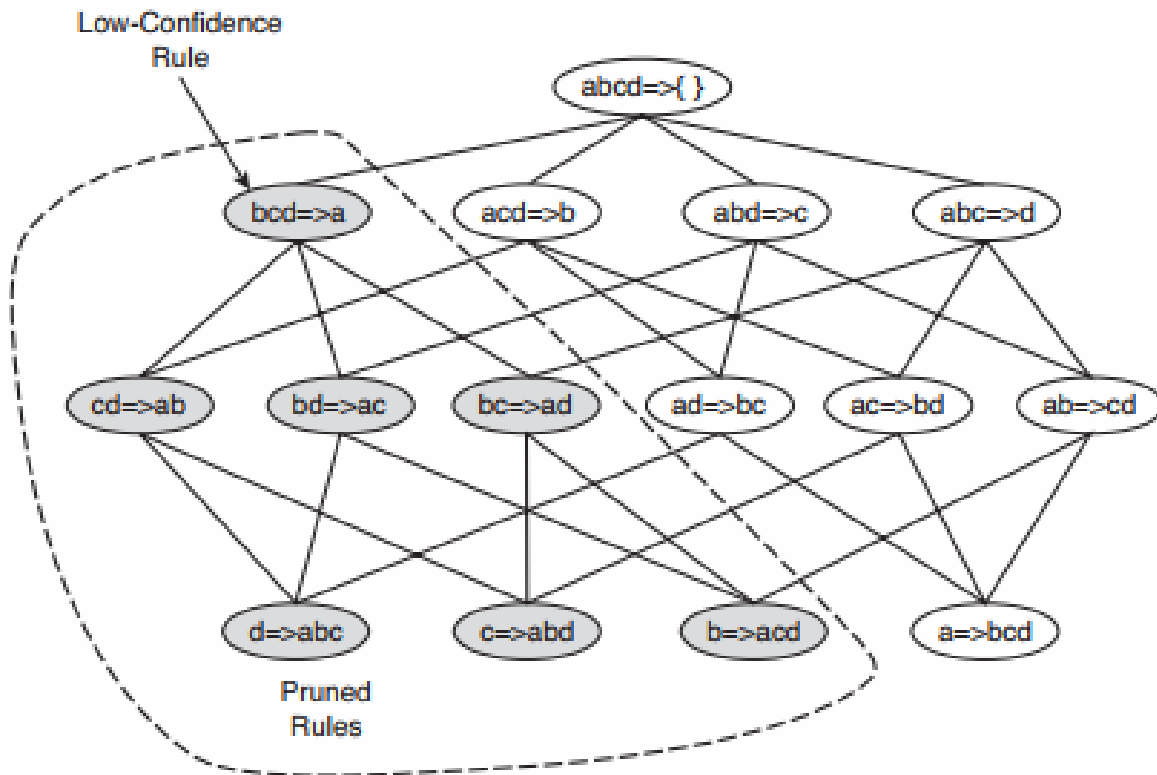 Low-Confidence
Rule
abcd=>{ }
bcd=>a
acd=>b
abd=>c
abc=>d
cd=>ab
bd=>ac
bc=>ad
ad=>bc
ac=>bd
ab=>cd
d=>abc
c=>abd
b=>acd
a=>bcd
Pruned
Rules